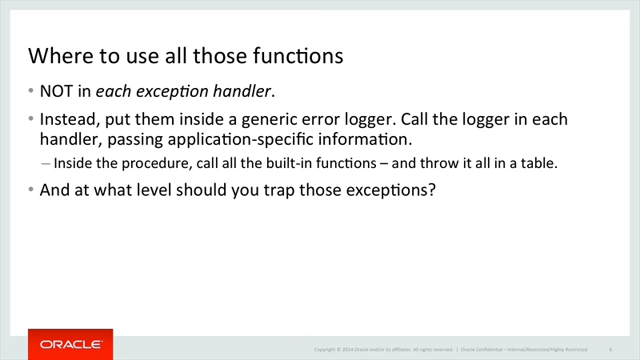 Where to use all those functions
• NOT in each exception handler.
• Instead, put them inside a generic error logger. Call the logger in each
handler, passing application-specific information.
– Inside the procedure, call all the built-in functions – and throw it all in a table.
• And at what level should you trap those exceptions?
ORACLE
Copyright © 2014 Oracle and/or its affiliates. All rights reserved. | Oracle Confidential – Internal/Restricted/Highly Restricted
6